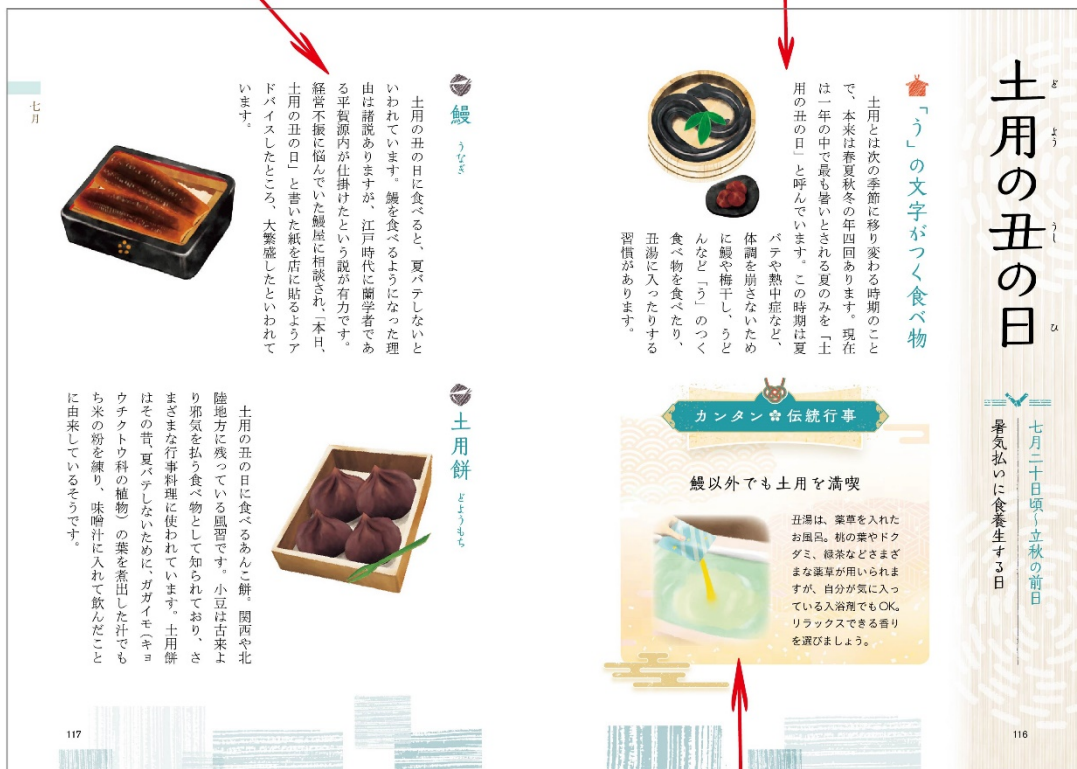 土用の丑の日
ど よう うし ひ
七月二十日頃〜立秋の前日
暑気払いに食養生する日
「う」の文字がつく食べ物
土用とは次の季節に移り変わる時期のこと
で、本来は春夏秋冬の年四回あります。現在
は一年の中で最も暑いとされる夏のみを「土
用の丑の日」と呼んでいます。この時期は夏
バテや熱中症など、
体調を崩さないため
に鰻や梅干し、うど
んなど「う」のつく
食べ物を食べたり、
丑湯に入ったりする
習慣があります。
カンタン伝統行事
鰻以外でも土用を満喫
丑湯は、薬草を入れた
お風呂。桃の葉やドク
ダミ、緑茶などさまざ
まな薬草が用いられま
すが、自分が気に入っ
ている入浴剤でもOK。
リラックスできる香り
を選びましょう。
116
鰻 うなぎ
土用の丑の日に食べると、夏バテしないと
いわれています。鰻を食べるようになった理
由は諸説ありますが、江戸時代に蘭学者であ
る平賀源内が仕掛けたという説が有力です。
経営不振に悩んでいた鰻屋に相談され、「本日、
土用の丑の日」と書いた紙を店に貼るようア
ドバイスしたところ、大繁盛したといわれて
います。
土用餅 どようもち
土用の丑の日に食べるあんこ餅。関西や北
陸地方に残っている風習です。小豆は古来よ
り邪気を払う食べ物として知られており、さ
まざまな行事料理に使われています。土用餅
はその昔、夏バテしないために、ガガイモ（キョ
ウチクトウ科の植物）の葉を煮出した汁でも
ち米の粉を練り、味噌汁に入れて飲んだこと
に由来しているそうです。
七月
117